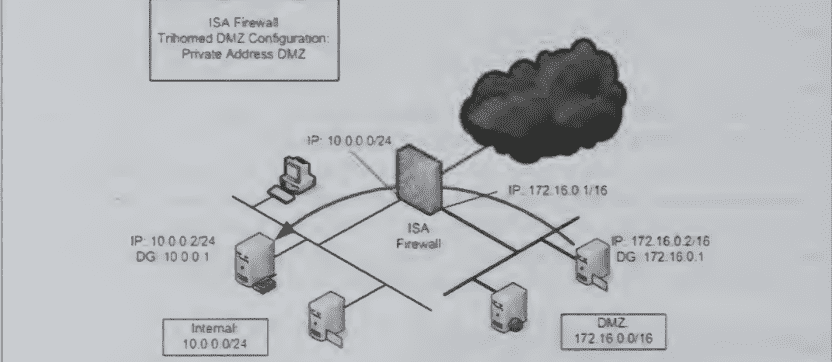 ISA Firewall
Trihomed DMZ Configuration:
Private Address DMZ
IP: 10.0.0.0/24
IP: 172.16.0.1/16
ISA
Firewall
IP: 10.0.0.2/24
DG: 10.0.0.1
IP: 172.16.0.2/16
DG: 172.16.0.1
Internal:
10.0.0.0/24
DMZ:
172.16.0.0/16